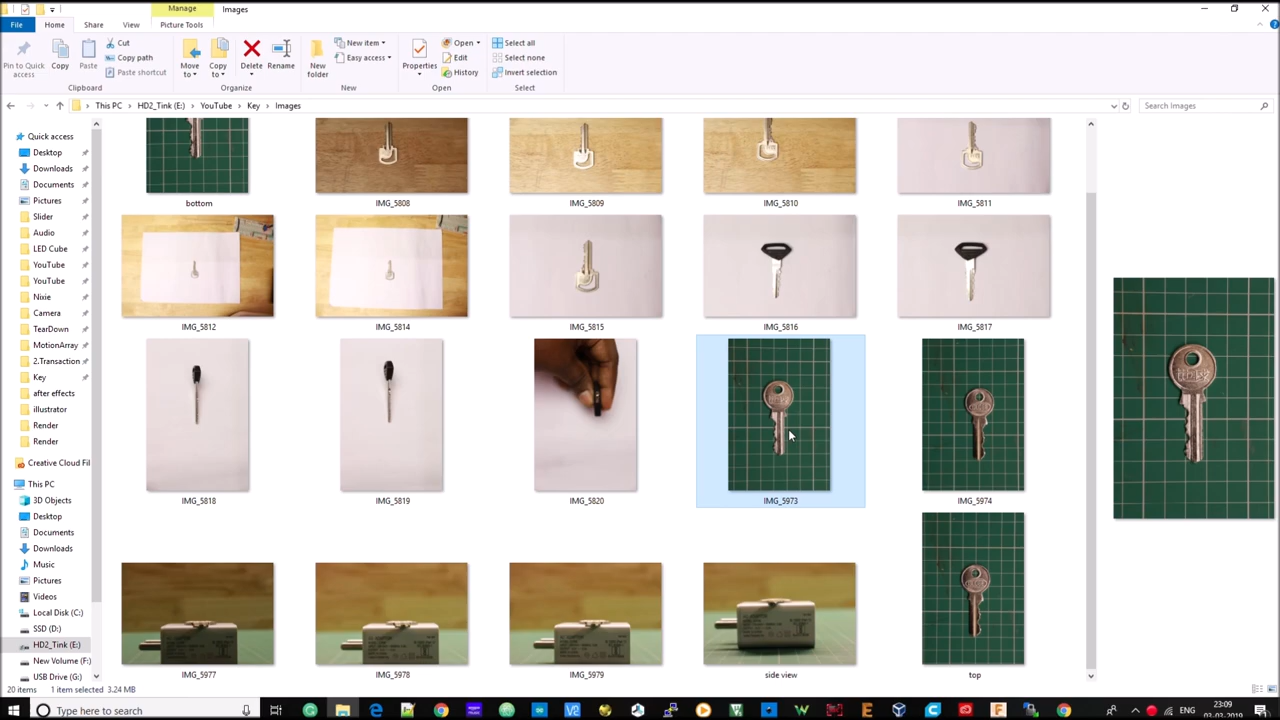 Manage
Images
File
Home
Share
View
Picture Tools
Pin to Quick access
Copy
Paste
Cut
Copy path
Paste shortcut
Move to
Copy to
Delete
Rename
New folder
New item
Easy access
Properties
Open
Edit
History
Select all
Select none
Invert selection
Clipboard
Organize
New
Open
Select
This PC
HD2_Tink (E:)
YouTube
Key
Images
Search Images
Quick access
Desktop
Downloads
Documents
Pictures
Slider
Audio
LED Cube
YouTube
YouTube
Nixie
Camera
TearDown
MotionArray
2.Transaction
Key
after effects
illustrator
Render
Render
Creative Cloud Fil
This PC
3D Objects
Desktop
Documents
Downloads
Music
Pictures
Videos
Local Disk (C:)
SSD (D:)
HD2_Tink (E:)
New Volume (F:)
USB Drive (G:)
bottom
IMG_5808
IMG_5809
IMG_5810
IMG_5811
IMG_5812
IMG_5814
IMG_5815
IMG_5816
IMG_5817
IMG_5818
IMG_5819
IMG_5820
IMG_5973
IMG_5974
IMG_5977
IMG_5978
IMG_5979
side view
top
20 items
1 item selected
3.24 MB
Type here to search
ENG
23:09
03-03-2019